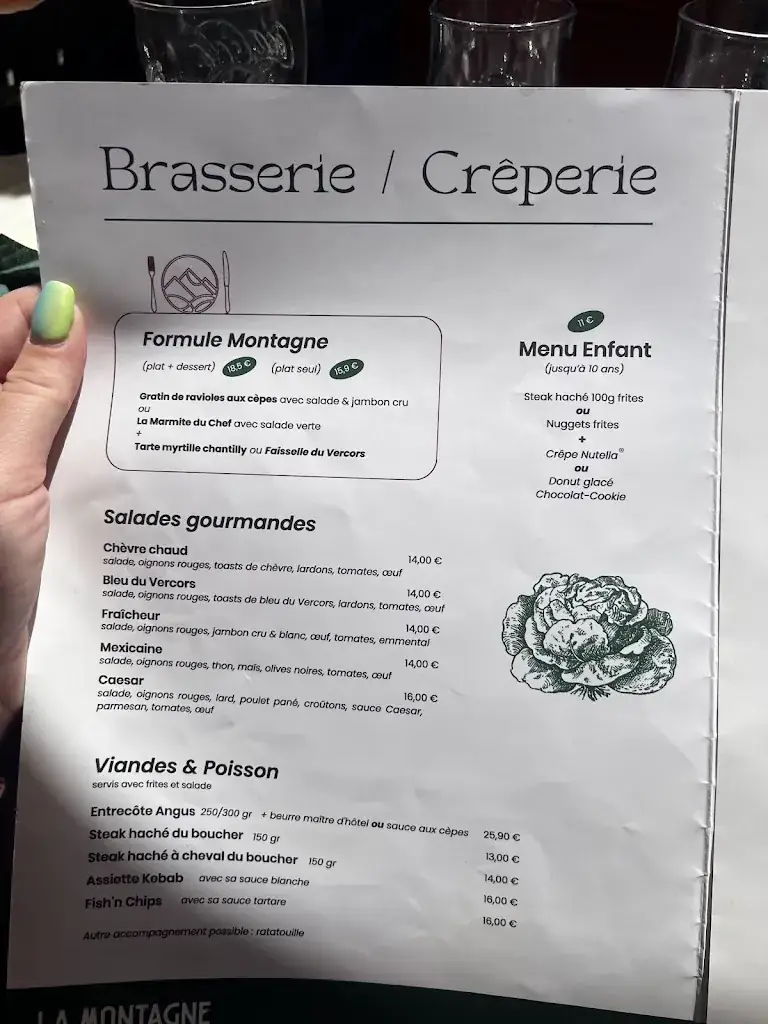 Brasserie / Crêperie
Formule Montagne
(plat + dessert) 18,5 € (plat seul) 15,9 €
Gratin de ravioles aux cèpes avec salade & jambon cru
ou
La Marmite du Chef avec salade verte
+
Tarte myrtille chantilly ou Faisselle du Vercors
11 €
Menu Enfant
(jusqu'à 10 ans)
Steak haché 100g frites
ou
Nuggets frites
+
Crêpe Nutella®
ou
Donut glacé
Chocolat-Cookie
Salades gourmandes
Chèvre chaud 14,00 €
salade, oignons rouges, toasts de chèvre, lardons, tomates, œuf
Bleu du Vercors 14,00 €
salade, oignons rouges, toasts de bleu du Vercors, lardons, tomates, œuf
Fraîcheur 14,00 €
salade, oignons rouges, jambon cru & blanc, œuf, tomates, emmental
Mexicaine 14,00 €
salade, oignons rouges, thon, maïs, olives noires, tomates, œuf
Caesar 16,00 €
salade, oignons rouges, lard, poulet pané, croûtons, sauce Caesar,
parmesan, tomates, œuf
Viandes & Poisson
servis avec frites et salade
Entrecôte Angus 250/300 gr + beurre maître d'hôtel ou sauce aux cèpes 25,90 €
Steak haché du boucher 150 gr 13,00 €
Steak haché à cheval du boucher 150 gr 14,00 €
Assiette Kebab avec sa sauce blanche 16,00 €
Fish'n Chips avec sa sauce tartare 16,00 €
Autre accompagnement possible : ratatouille
LA MONTAGNE